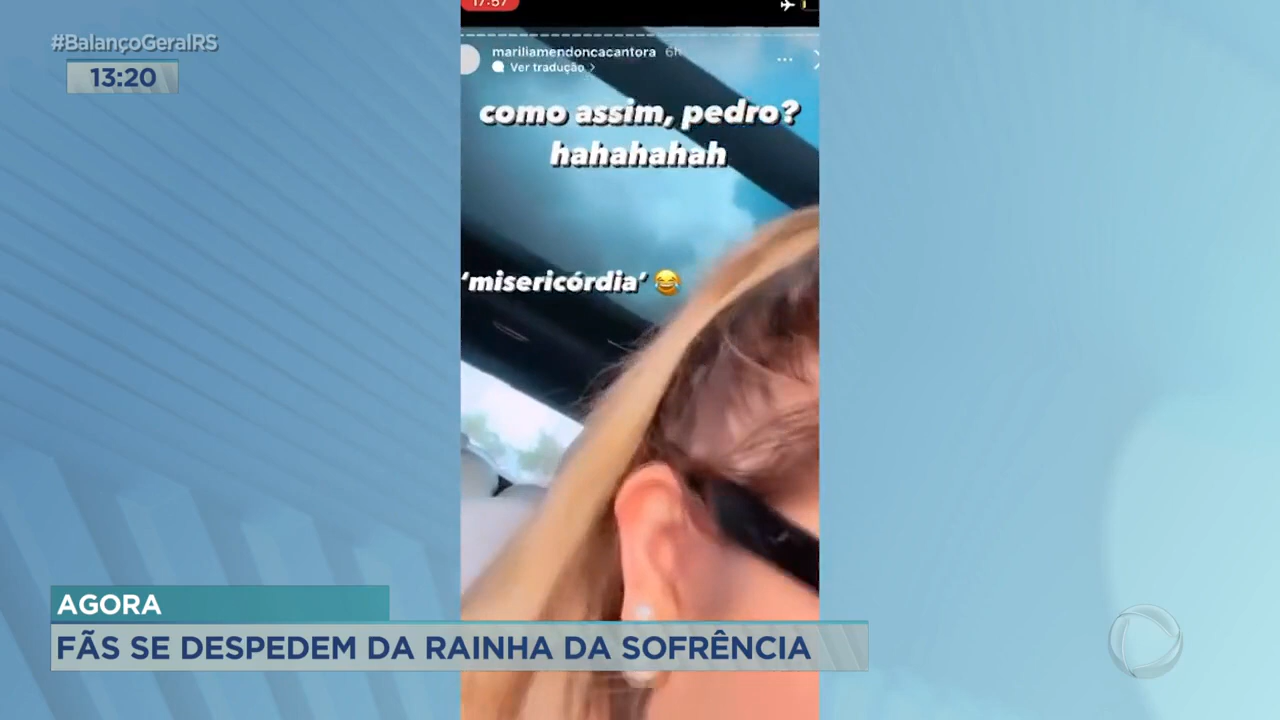 #BalançoGeralRS
13:20
17:57
mariliamendoncacantora 6h
Ver tradução >
como assim, pedro?
hahahahah
'misericórdia' 😂
AGORA
FÃS SE DESPEDEM DA RAINHA DA SOFRÊNCIA